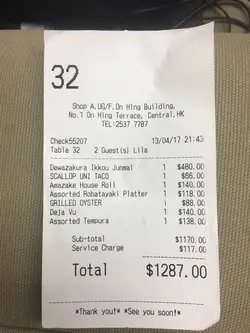 32
Shop A,UG/F,On Hing Building,
No.1 On Hing Terrace, Central.HK
TEL:2537 7787
Check55207 13/04/17 21:43
Table 32 2 Guest(s) Lila
Dewazakura Ikkou Junmai 1 $480.00
SCALLOP UNI TACO 1 $66.00
Amazake House Roll 1 $140.00
Assorted Robatayaki Platter 1 $118.00
GRILLED OYSTER 1 $88.00
Deja Vu 1 $140.00
Assorted Tempura 1 $138.00
Sub-total $1170.00
Service Charge $117.00
Total $1287.00
*Thank you!* *See you soon!*